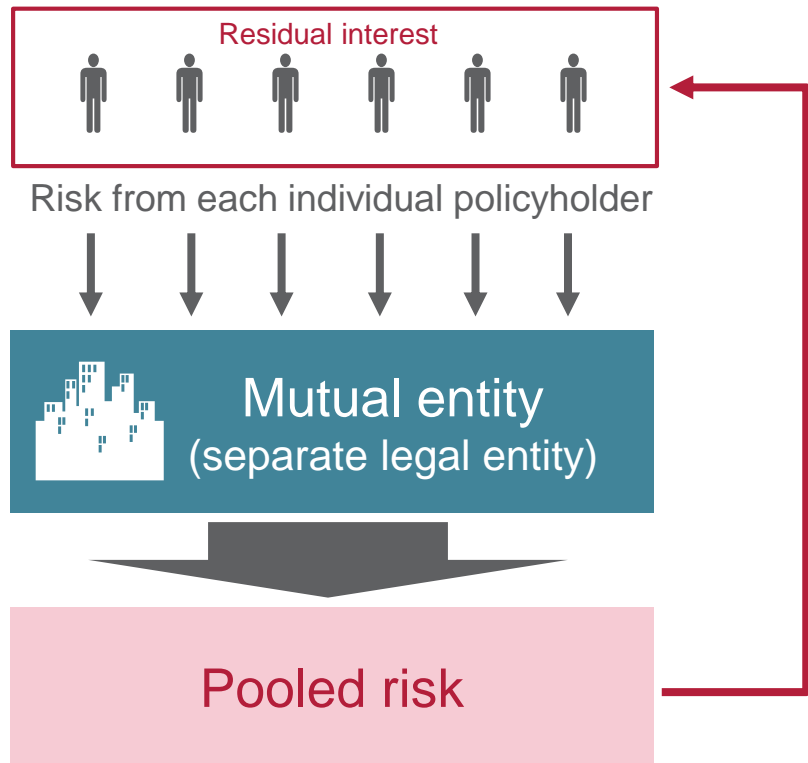 Residual interest
Risk from each individual policyholder
Mutual entity
(separate legal entity)
Pooled risk